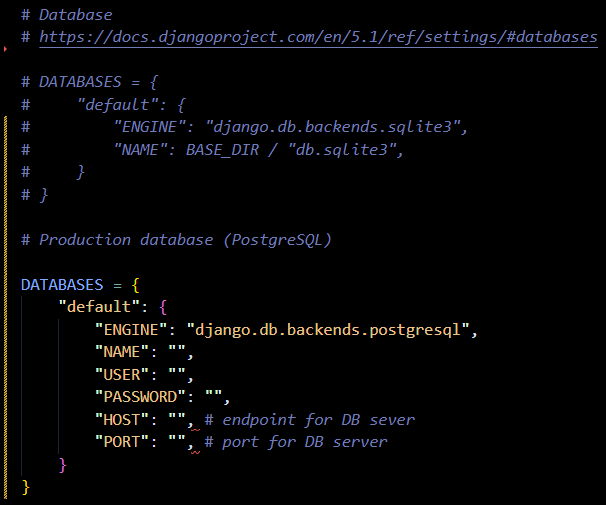 # Database
# https://docs.djangoproject.com/en/5.1/ref/settings/#databases
# DATABASES = {
#     "default": {
#         "ENGINE": "django.db.backends.sqlite3",
#         "NAME": BASE_DIR / "db.sqlite3",
#     }
# }
# Production database (PostgreSQL)
DATABASES = {
    "default": {
        "ENGINE": "django.db.backends.postgresql",
        "NAME": "",
        "USER": "",
        "PASSWORD": "",
        "HOST": "", # endpoint for DB sever
        "PORT": "", # port for DB server
    }
}